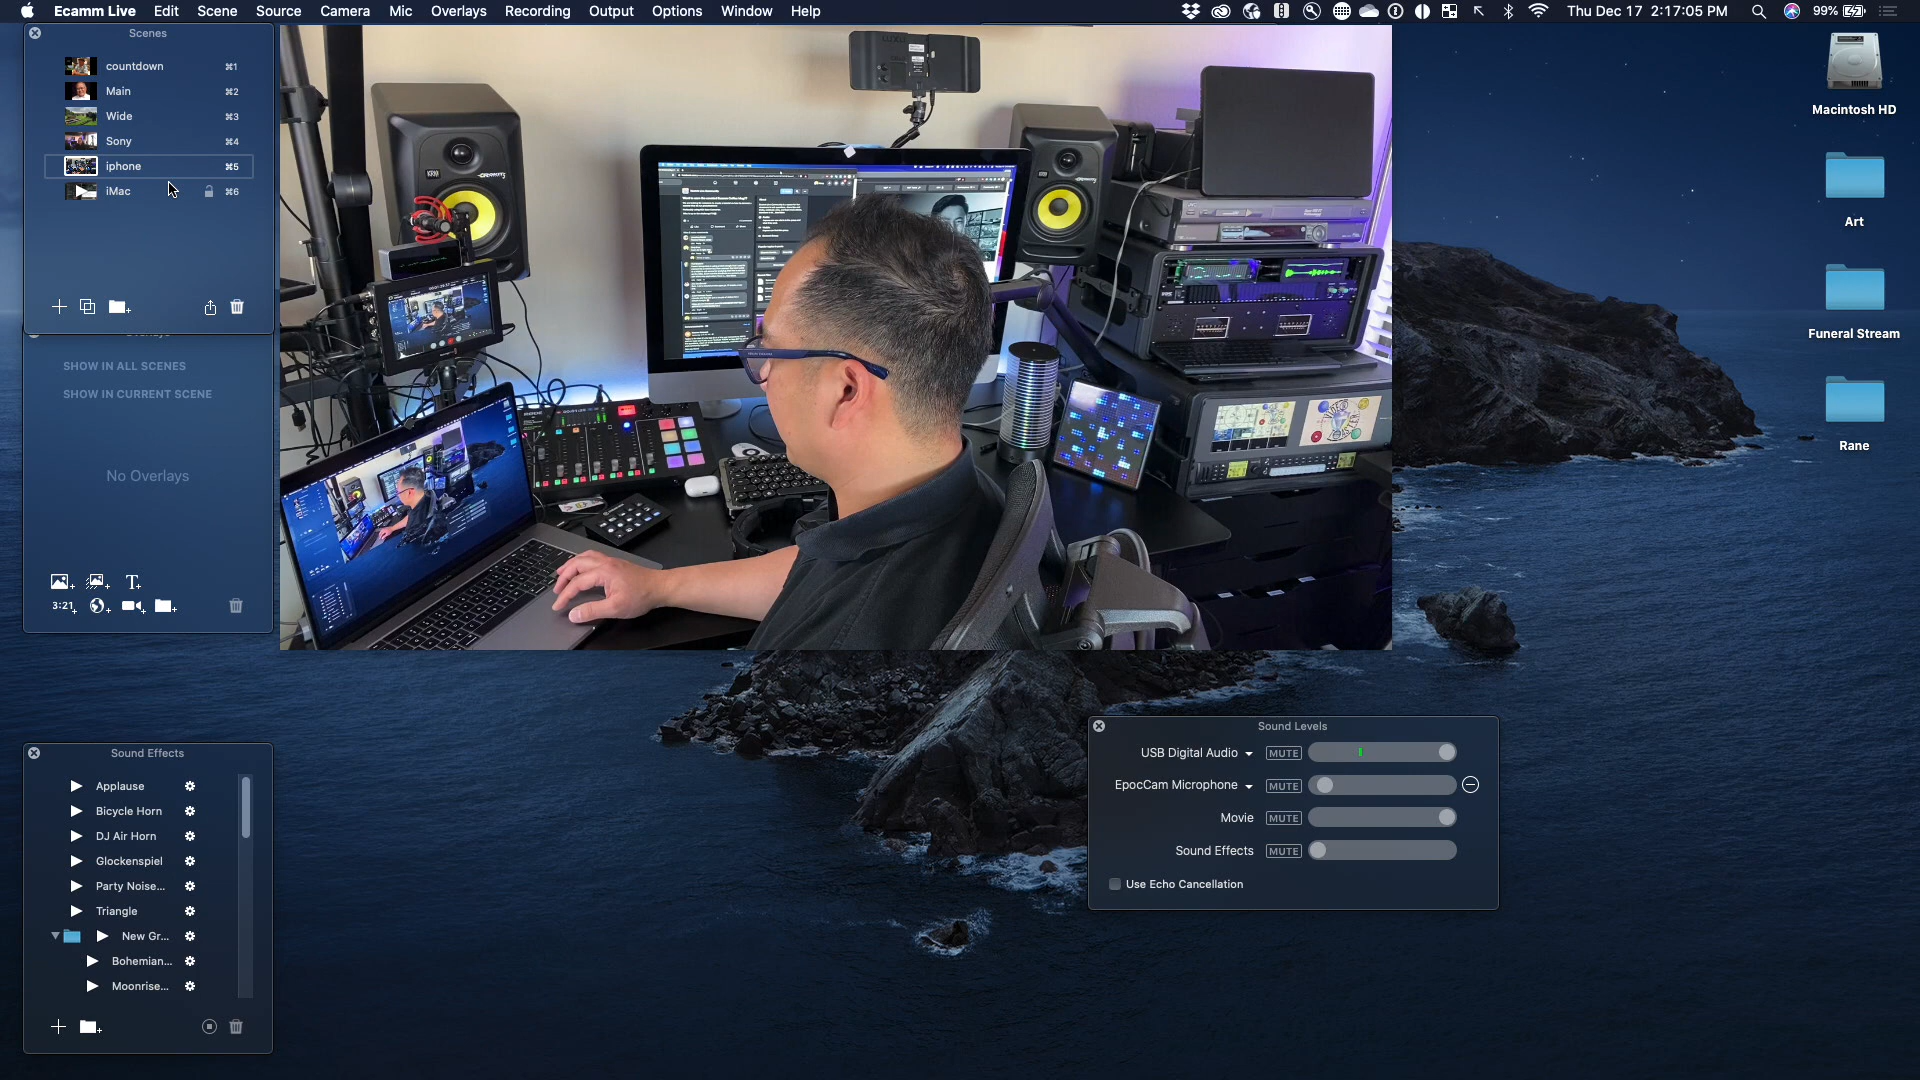 Ecamm Live Edit Scene Source Camera Mic Overlays Recording Output Options Window Help
Thu Dec 17 2:17:05 PM 99%
Scenes
countdown ⌘1
Main ⌘2
Wide ⌘3
Sony ⌘4
iphone ⌘5
iMac ⌘6
SHOW IN ALL SCENES
SHOW IN CURRENT SCENE
No Overlays
T+
3:21+
Sound Effects
Applause
Bicycle Horn
DJ Air Horn
Glockenspiel
Party Noise...
Triangle
New Gr...
Bohemian...
Moonrise...
KRK
Sound Levels
USB Digital Audio MUTE
EpocCam Microphone MUTE
Movie MUTE
Sound Effects MUTE
Use Echo Cancellation
Macintosh HD
Art
Funeral Stream
Rane